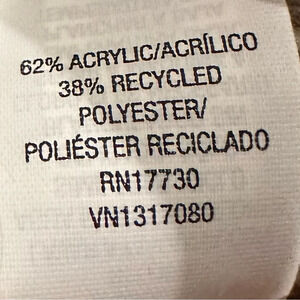 62% ACRYLIC/ACRÍLICO
38% RECYCLED
POLYESTER/
POLIÉSTER RECICLADO
RN17730
VN1317080